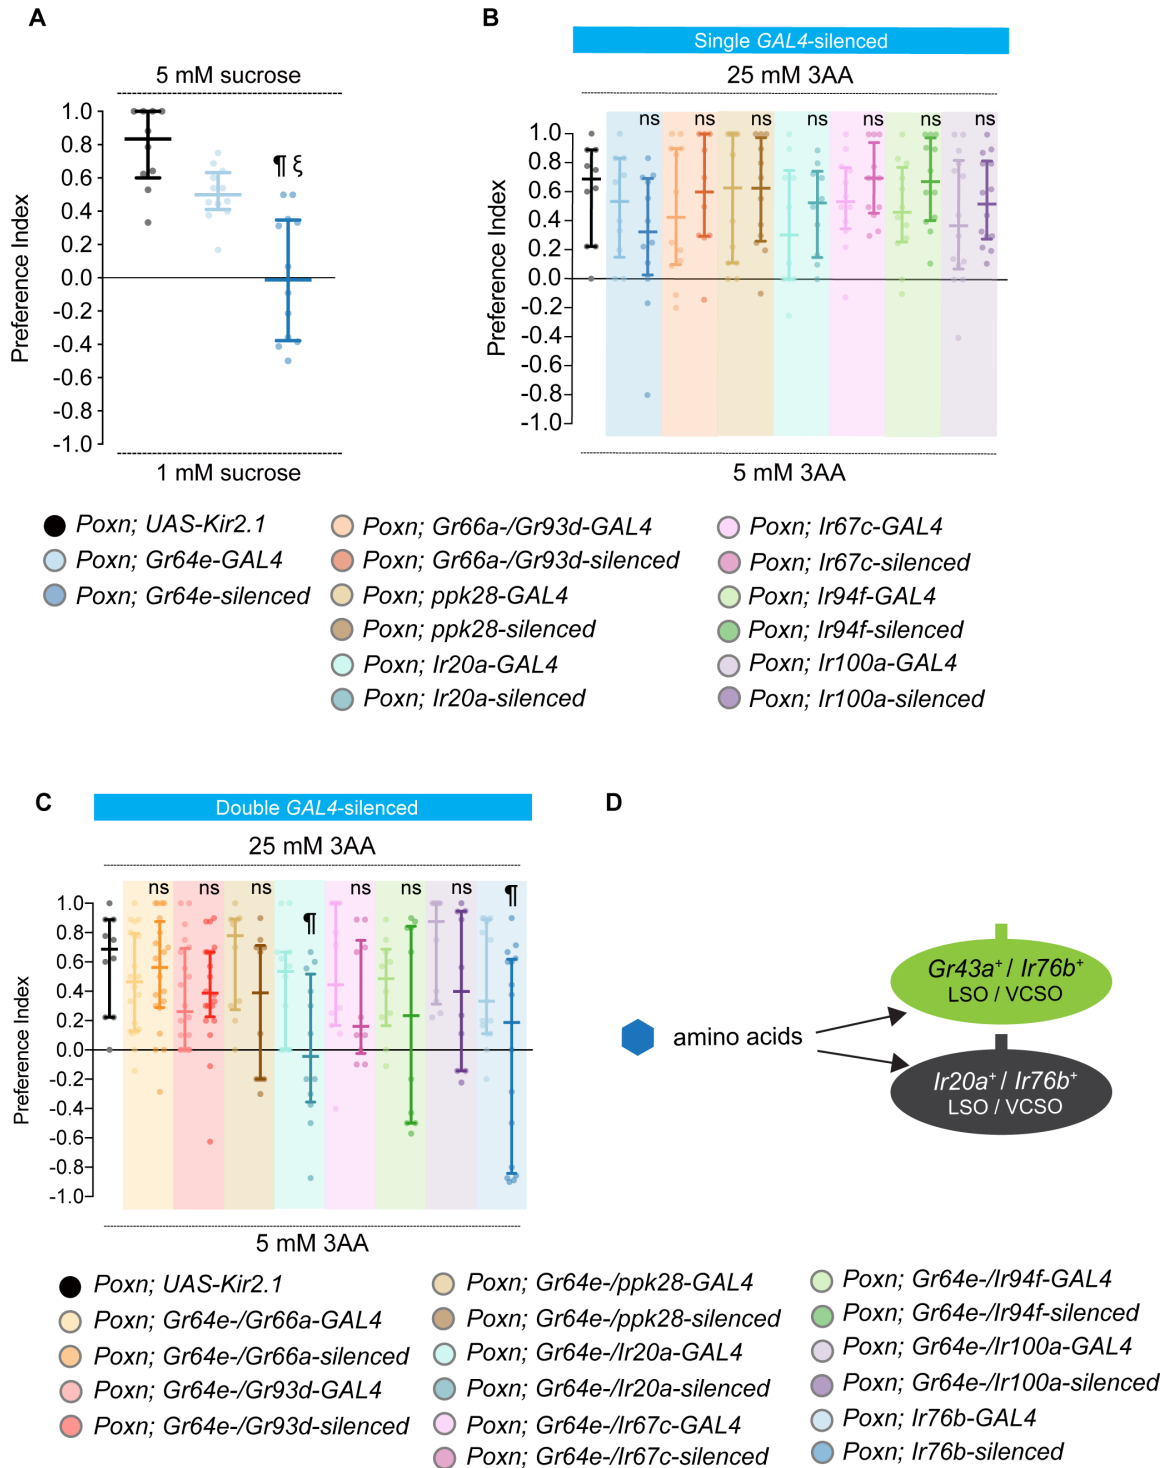 A
5 mM sucrose
1.0
0.8
0.6
0.4
0.2
0.0
-0.2
-0.4
-0.6
-0.8
-1.0
Preference Index
¶ ξ
1 mM sucrose
B
Single GAL4-silenced
25 mM 3AA
ns ns ns ns ns ns ns
1.0
0.8
0.6
0.4
0.2
0.0
-0.2
-0.4
-0.6
-0.8
-1.0
Preference Index
5 mM 3AA
Poxn; UAS-Kir2.1
Poxn; Gr64e-GAL4
Poxn; Gr64e-silenced
Poxn; Gr66a-/Gr93d-GAL4
Poxn; Gr66a-/Gr93d-silenced
Poxn; ppk28-GAL4
Poxn; ppk28-silenced
Poxn; Ir20a-GAL4
Poxn; Ir20a-silenced
Poxn; Ir67c-GAL4
Poxn; Ir67c-silenced
Poxn; Ir94f-GAL4
Poxn; Ir94f-silenced
Poxn; Ir100a-GAL4
Poxn; Ir100a-silenced
C
Double GAL4-silenced
25 mM 3AA
ns ns ns ¶ ns ns ns ¶
1.0
0.8
0.6
0.4
0.2
0.0
-0.2
-0.4
-0.6
-0.8
-1.0
Preference Index
5 mM 3AA
D
amino acids
Gr43a+ / Ir76b+
LSO / VCSO
Ir20a+ / Ir76b+
LSO / VCSO
Poxn; UAS-Kir2.1
Poxn; Gr64e-/Gr66a-GAL4
Poxn; Gr64e-/Gr66a-silenced
Poxn; Gr64e-/Gr93d-GAL4
Poxn; Gr64e-/Gr93d-silenced
Poxn; Gr64e-/ppk28-GAL4
Poxn; Gr64e-/ppk28-silenced
Poxn; Gr64e-/Ir20a-GAL4
Poxn; Gr64e-/Ir20a-silenced
Poxn; Gr64e-/Ir67c-GAL4
Poxn; Gr64e-/Ir67c-silenced
Poxn; Gr64e-/Ir94f-GAL4
Poxn; Gr64e-/Ir94f-silenced
Poxn; Gr64e-/Ir100a-GAL4
Poxn; Gr64e-/Ir100a-silenced
Poxn; Ir76b-GAL4
Poxn; Ir76b-silenced